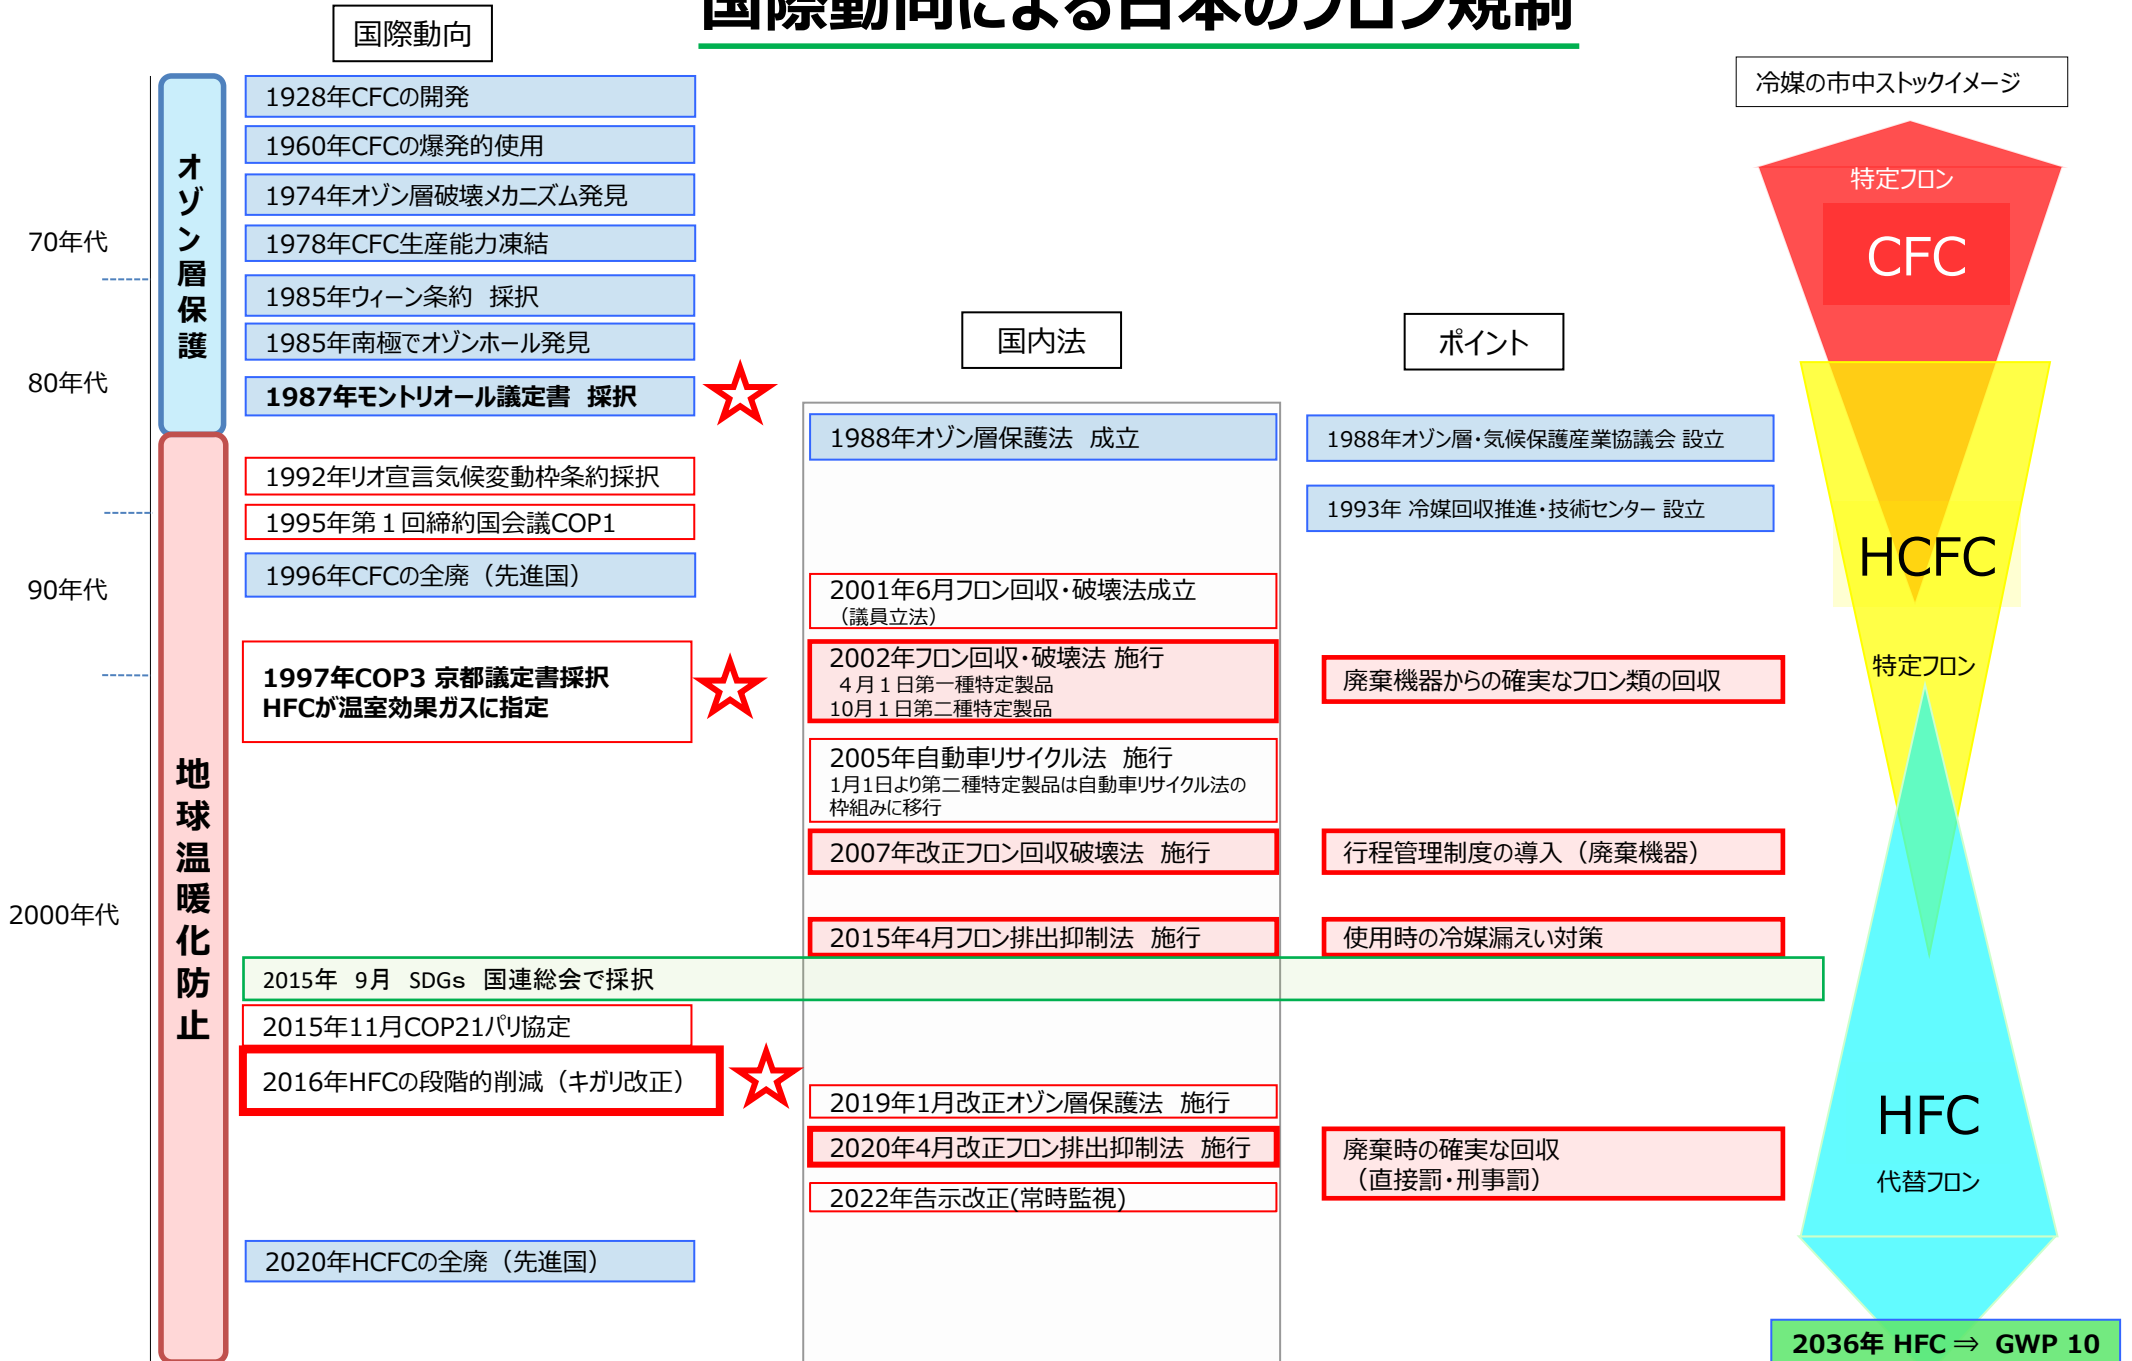 国際動向による日本のフロン規制
国際動向
冷媒の市中ストックイメージ
オゾン層保護
70年代
80年代
1928年CFCの開発
1960年CFCの爆発的使用
1974年オゾン層破壊メカニズム発見
1978年CFC生産能力凍結
1985年ウィーン条約 採択
1985年南極でオゾンホール発見
1987年モントリオール議定書 採択
地球温暖化防止
90年代
2000年代
1992年リオ宣言気候変動枠条約採択
1995年第１回締約国会議COP1
1996年CFCの全廃（先進国）
1997年COP3 京都議定書採択
HFCが温室効果ガスに指定
2015年 9月 SDGs 国連総会で採択
2015年11月COP21パリ協定
2016年HFCの段階的削減（キガリ改正）
2020年HCFCの全廃（先進国）
国内法
1988年オゾン層保護法 成立
2001年6月フロン回収・破壊法成立
（議員立法）
2002年フロン回収・破壊法 施行
４月１日第一種特定製品
10月１日第二種特定製品
2005年自動車リサイクル法 施行
1月1日より第二種特定製品は自動車リサイクル法の
枠組みに移行
2007年改正フロン回収破壊法 施行
2015年4月フロン排出抑制法 施行
2019年1月改正オゾン層保護法 施行
2020年4月改正フロン排出抑制法 施行
2022年告示改正(常時監視)
ポイント
1988年オゾン層・気候保護産業協議会 設立
1993年 冷媒回収推進・技術センター 設立
廃棄機器からの確実なフロン類の回収
行程管理制度の導入（廃棄機器）
使用時の冷媒漏えい対策
廃棄時の確実な回収
（直接罰・刑事罰）
特定フロン
CFC
HCFC
特定フロン
HFC
代替フロン
2036年 HFC ⇒ GWP 10